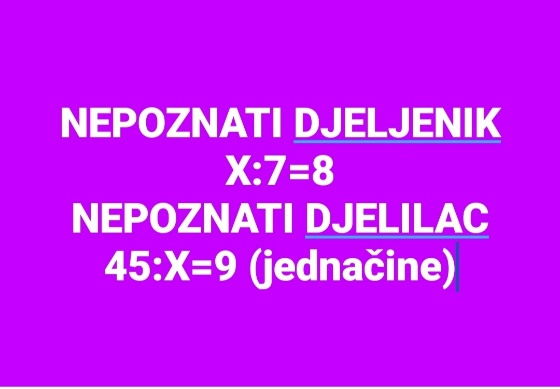 NEPOZNATI DJELJENIK
X:7=8
NEPOZNATI DJELILAC
45:X=9 (jednačine)